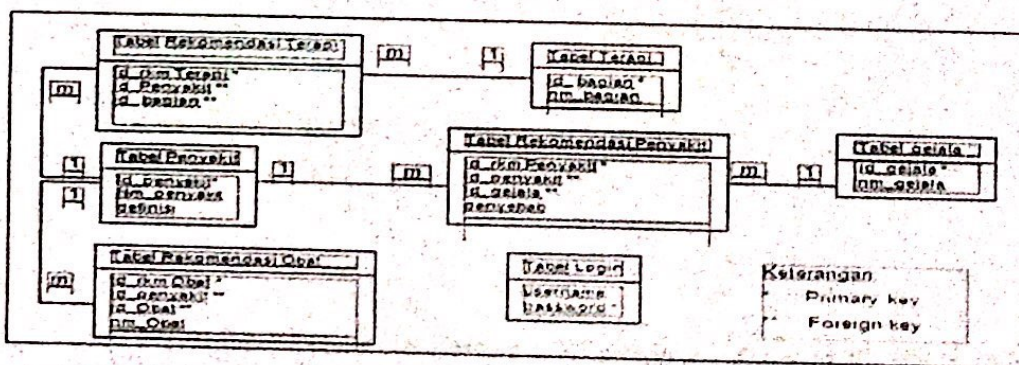 Tabel Rekomendasi Terapi
id_rkm Terapi *
id_Penyakit **
id_bagian **
m
1
Tabel Terapi
id_bagian *
nm_bagian
m
1
Tabel Penyakit
id_penyakit *
nm_penyakit
definisi
1
m
Tabel Rekomendasi Penyakit
id_rkm Penyakit *
id_penyakit **
id_gejala **
penyebab
m
1
Tabel gejala
id_gejala *
nm_gejala
1
m
Tabel Rekomendasi Obat
id_rkm Obat *
id_penyakit **
id_Obat **
nm_Obat
Tabel Login
username
password
Keterangan
* Primary key
** Foreign key